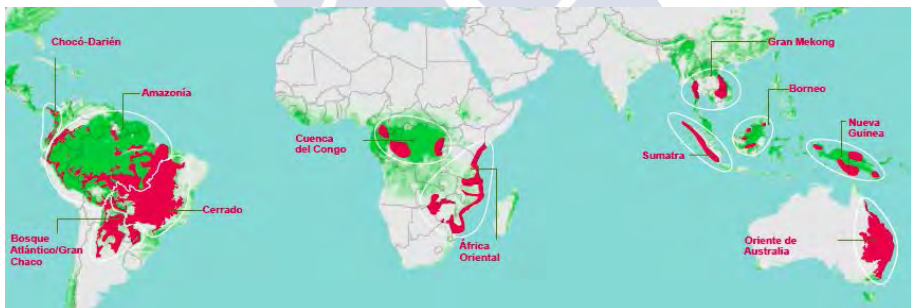 Chocó-Darién
Amazonía
Cerrado
Bosque
Atlántico/Gran
Chaco
Cuenca
del Congo
África
Oriental
Gran Mekong
Borneo
Sumatra
Nueva
Guinea
Oriente de
Australia